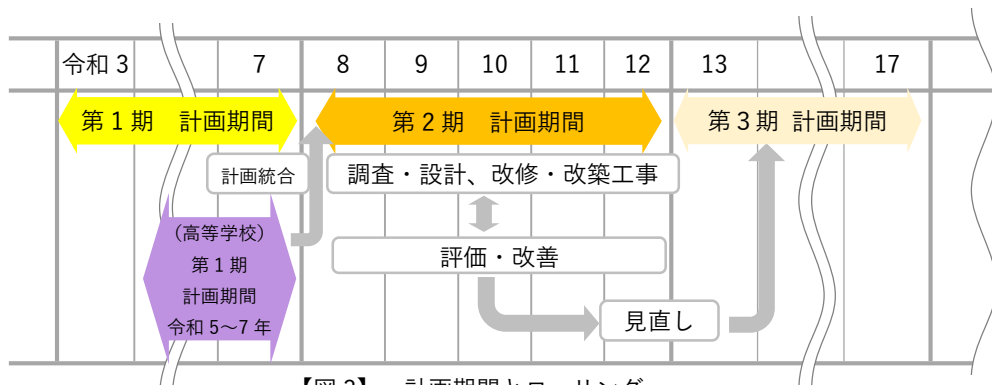 令和 3 7 8 9 10 11 12 13 17
第 1 期 計画期間
第 2 期 計画期間
第 3 期 計画期間
計画統合
調査・設計、改修・改築工事
(高等学校)
第 1 期
計画期間
令和 5～7 年
評価・改善
見直し